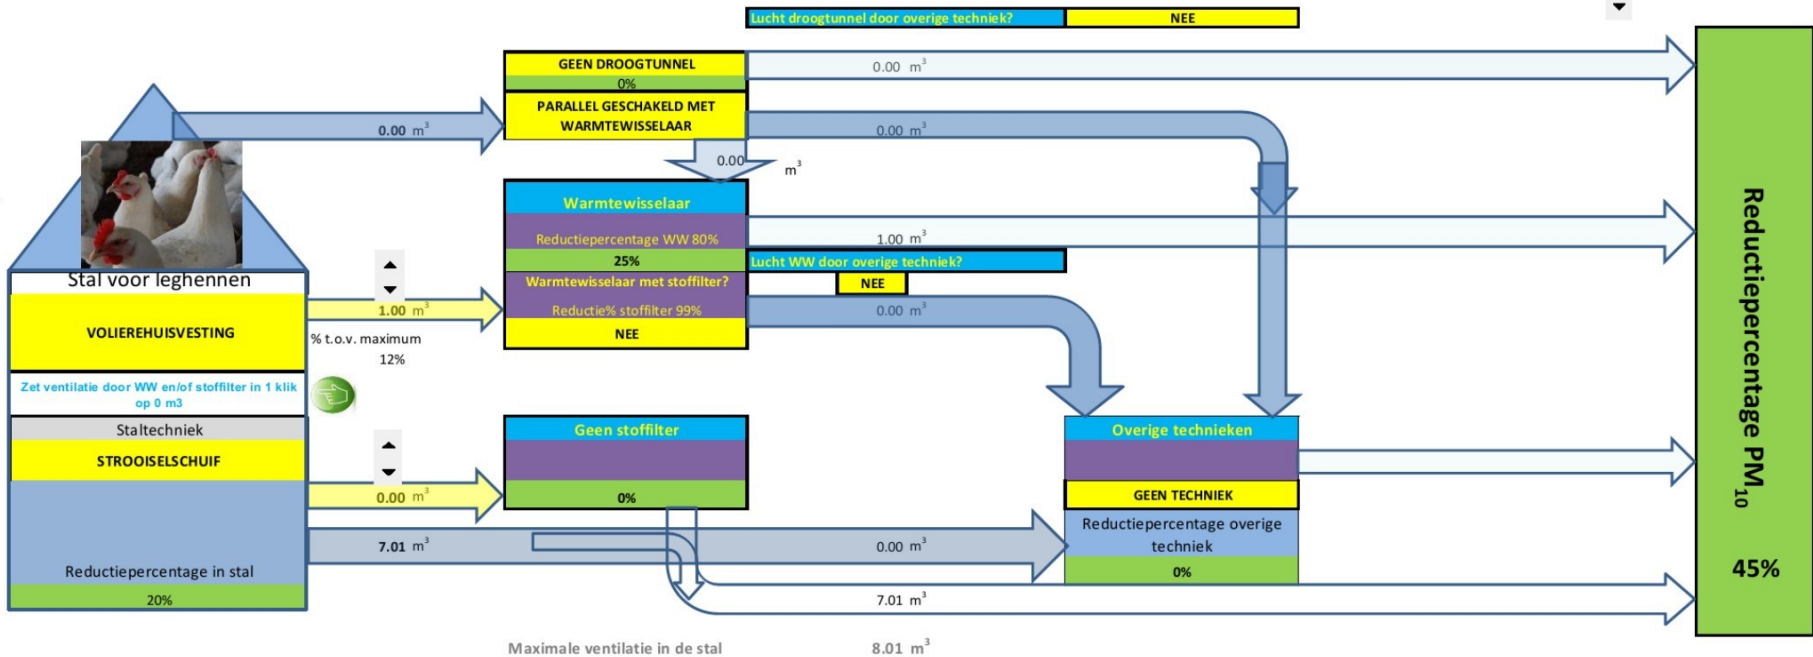 Lucht droogtunnel door overige techniek? NEE
GEEN DROOGTUNNEL
0%
0.00 m³
PARALLEL GESCHAKELD MET
WARMTEWISSELAAR
0.00 m³
0.00 m³
0.00
m³
Warmtewisselaar
Reductiepercentage WW 80%
25%
1.00 m³
Lucht WW door overige techniek?
NEE
Warmtewisselaar met stoffilter?
Reductie% stoffilter 99%
NEE
0.00 m³
Stal voor leghennen
VOLIEREHUISVESTING
1.00 m³
% t.o.v. maximum
12%
Zet ventilatie door WW en/of stoffilter in 1 klik
op 0 m3
Staltechniek
STROOISELSCHUIF
Reductiepercentage in stal
20%
0.00 m³
Geen stoffilter
0%
7.01 m³
0.00 m³
Overige technieken
GEEN TECHNIEK
Reductiepercentage overige
techniek
0%
7.01 m³
Maximale ventilatie in de stal 8.01 m³
Reductiepercentage PM₁₀
45%